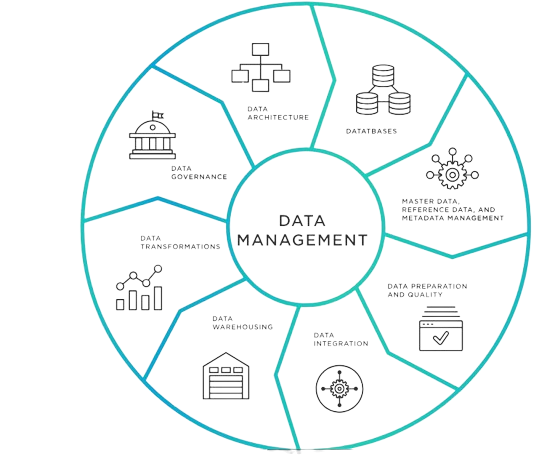 DATA
ARCHITECTURE
DATATBASES
MASTER DATA,
REFERENCE DATA, AND
METADATA MANAGEMENT
DATA PREPARATION
AND QUALITY
DATA
INTEGRATION
DATA
WAREHOUSING
DATA
TRANSFORMATIONS
DATA
GOVERNANCE
DATA
MANAGEMENT